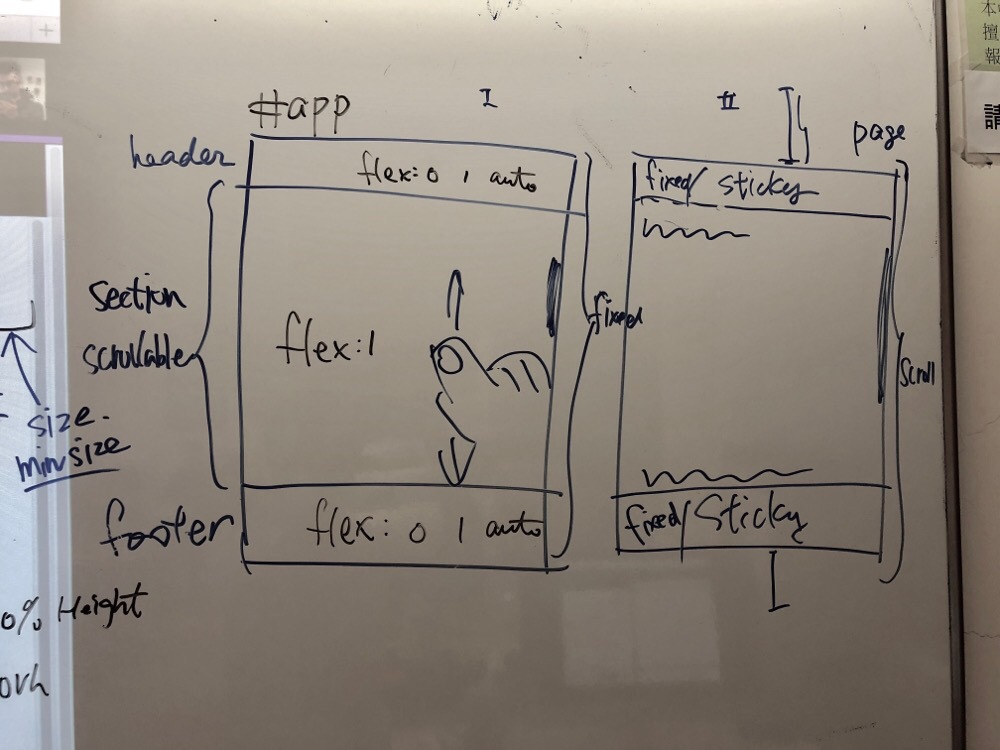 #app
I
II
page
header
flex: 0 1 auto
fixed/sticky
section
scrollable
flex:1
fixed
scroll
size.
minsize
footer
flex: 0 1 auto
fixed/Sticky
0% Height
0vh
本
擅
報
請